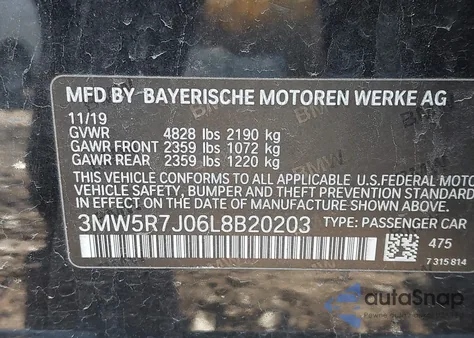 MFD BY BAYERISCHE MOTOREN WERKE AG
11/19
GVWR 4828 lbs 2190 kg
GAWR FRONT 2359 lbs 1072 kg
GAWR REAR 2359 lbs 1220 kg
THIS VEHICLE CONFORMS TO ALL APPLICABLE U.S. FEDERAL MOTOR
VEHICLE SAFETY, BUMPER AND THEFT PREVENTION STANDARDS
IN EFFECT ON THE DATE OF MANUFACTURE SHOWN ABOVE.
3MW5R7J06L8B20203 TYPE: PASSENGER CAR
475
7 315 814
autoSnap